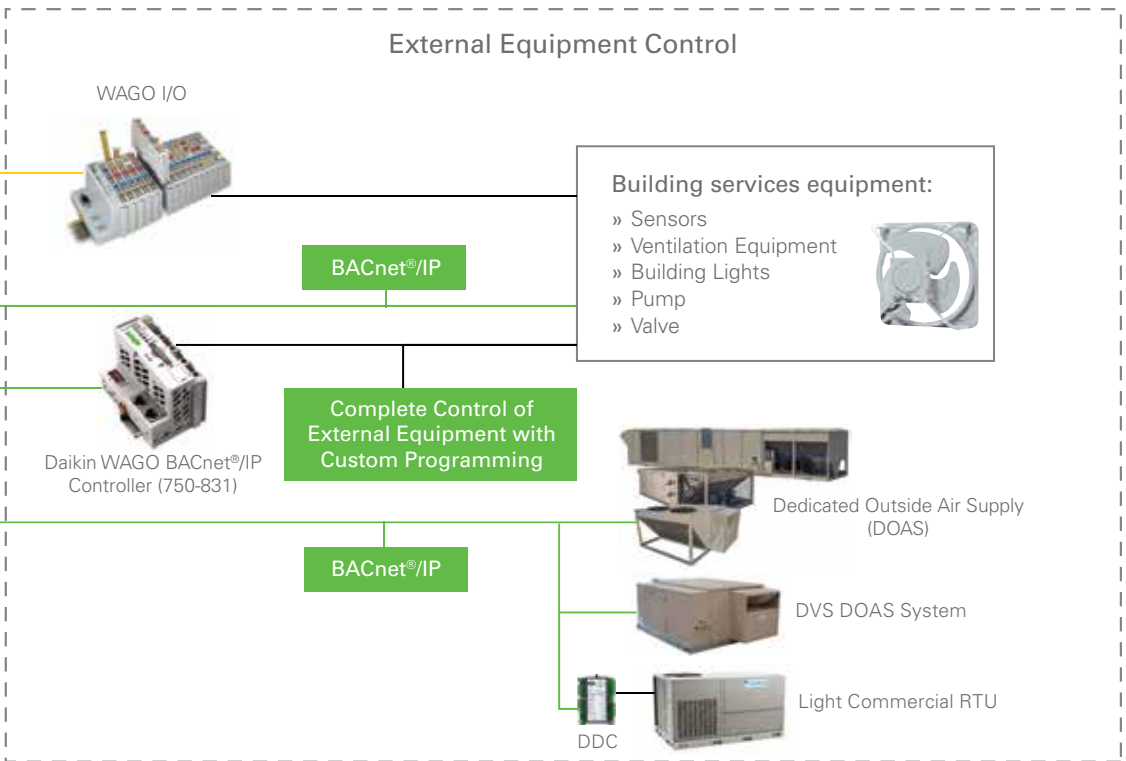 External Equipment Control
WAGO I/O
Building services equipment:
» Sensors
» Ventilation Equipment
» Building Lights
» Pump
» Valve
BACnet®/IP
Complete Control of
External Equipment with
Custom Programming
Daikin WAGO BACnet®/IP
Controller (750-831)
Dedicated Outside Air Supply
(DOAS)
BACnet®/IP
DVS DOAS System
Light Commercial RTU
DDC